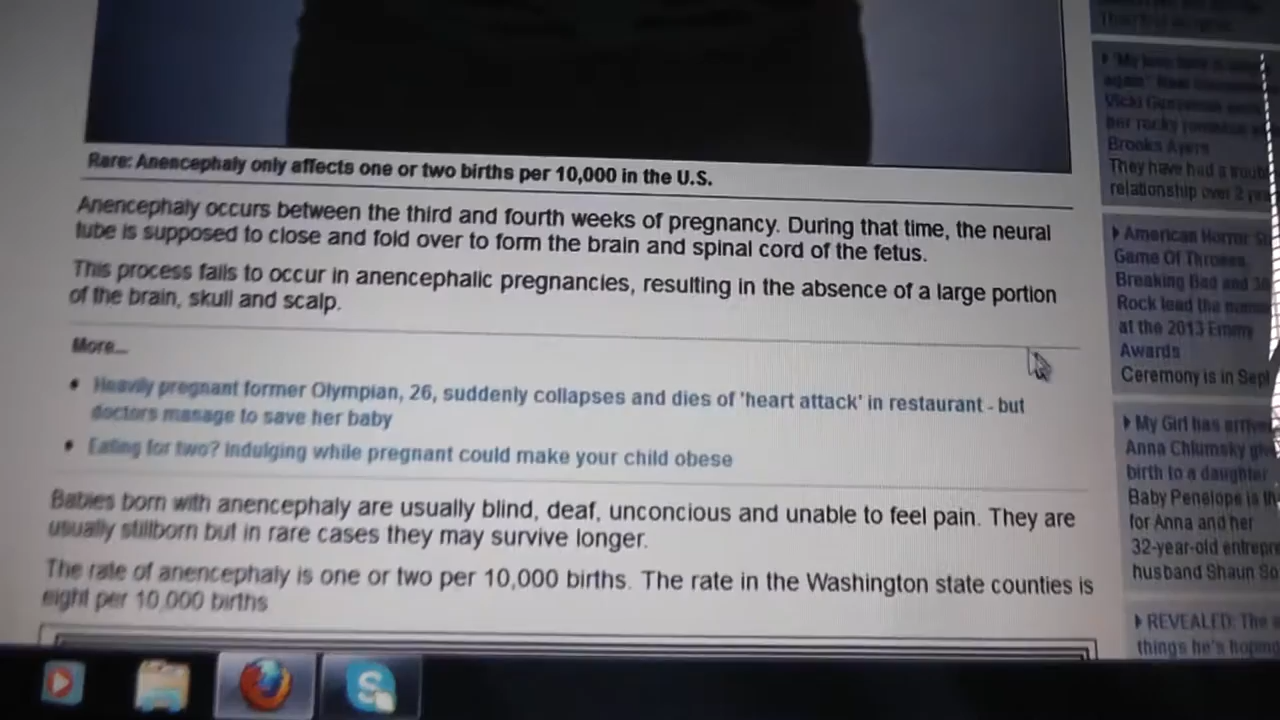 Rare: Anencephaly only affects one or two births per 10,000 in the U.S.
Anencephaly occurs between the third and fourth weeks of pregnancy. During that time, the neural
tube is supposed to close and fold over to form the brain and spinal cord of the fetus.
This process fails to occur in anencephalic pregnancies, resulting in the absence of a large portion
of the brain, skull and scalp.
More...
Heavily pregnant former Olympian, 26, suddenly collapses and dies of 'heart attack' in restaurant - but
doctors manage to save her baby
Eating for two? Indulging while pregnant could make your child obese
Babies born with anencephaly are usually blind, deaf, unconcious and unable to feel pain. They are
usually stillborn but in rare cases they may survive longer.
The rate of anencephaly is one or two per 10,000 births. The rate in the Washington state counties is
eight per 10,000 births
again'
Vicki
her rocky
Brooks Ayers
They have had a
relationship over 2
American Horror
Game Of Thrones,
Breaking Bad and
Rock lead the
at the 2013 Emmy
Awards
Ceremony is in Sept
My Girl has
Anna Chlumsky
birth to a daughter
Baby Penelope is
for Anna and her
32-year-old
husband Shaun So
REVEALED: The
things he's hoping
S